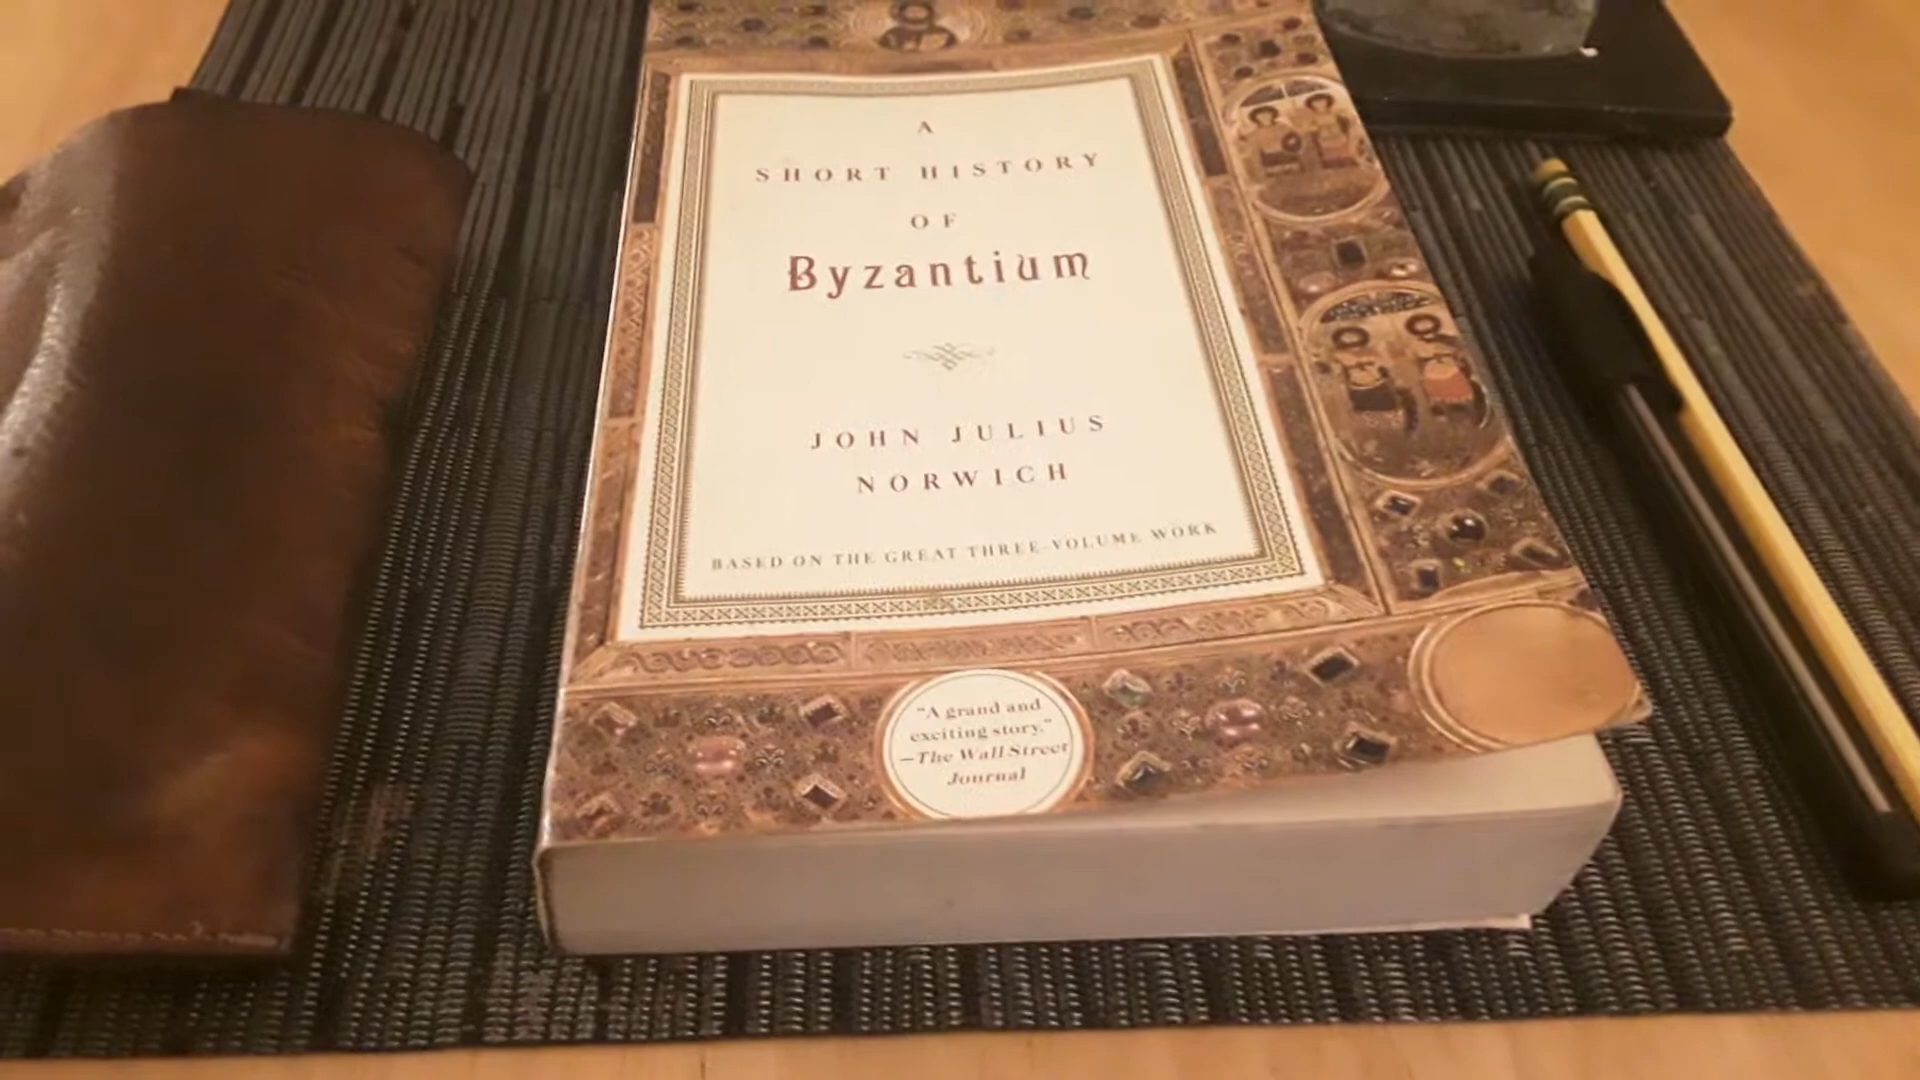 A
SHORT HISTORY
OF
Byzantium
JOHN JULIUS
NORWICH
BASED ON THE GREAT THREE-VOLUME WORK
"A grand and
exciting story."
—The Wall Street
Journal